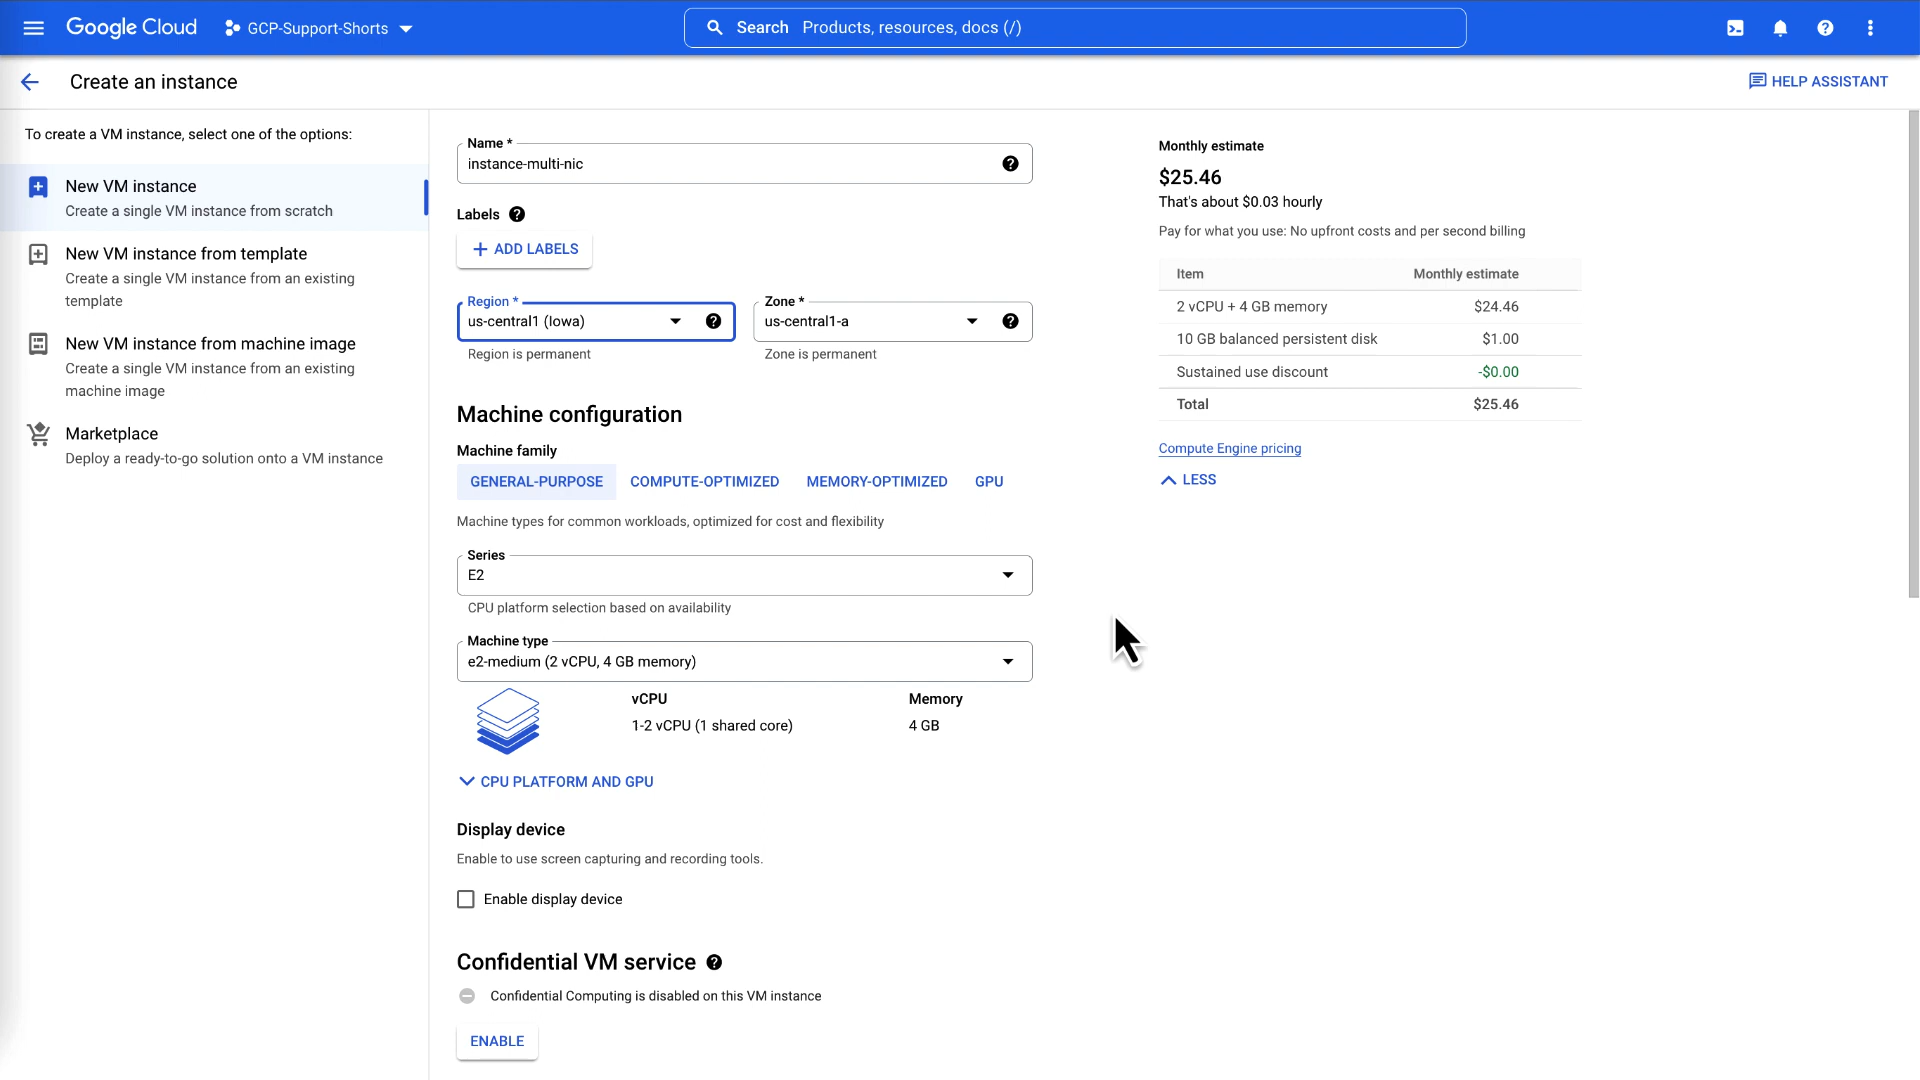 Google Cloud
GCP-Support-Shorts
Search Products, resources, docs (/)
Create an instance
HELP ASSISTANT
To create a VM instance, select one of the options:
New VM instance
Create a single VM instance from scratch
New VM instance from template
Create a single VM instance from an existing
template
New VM instance from machine image
Create a single VM instance from an existing
machine image
Marketplace
Deploy a ready-to-go solution onto a VM instance
Name *
instance-multi-nic
Labels
ADD LABELS
Region *
us-central1 (Iowa)
Region is permanent
Zone *
us-central1-a
Zone is permanent
Machine configuration
Machine family
GENERAL-PURPOSE COMPUTE-OPTIMIZED MEMORY-OPTIMIZED GPU
Machine types for common workloads, optimized for cost and flexibility
Series
E2
CPU platform selection based on availability
Machine type
e2-medium (2 vCPU, 4 GB memory)
vCPU Memory
1-2 vCPU (1 shared core) 4 GB
CPU PLATFORM AND GPU
Display device
Enable to use screen capturing and recording tools.
Enable display device
Confidential VM service
Confidential Computing is disabled on this VM instance
ENABLE
Monthly estimate
$25.46
That's about $0.03 hourly
Pay for what you use: No upfront costs and per second billing
Item Monthly estimate
2 vCPU + 4 GB memory $24.46
10 GB balanced persistent disk $1.00
Sustained use discount -$0.00
Total $25.46
Compute Engine pricing
LESS